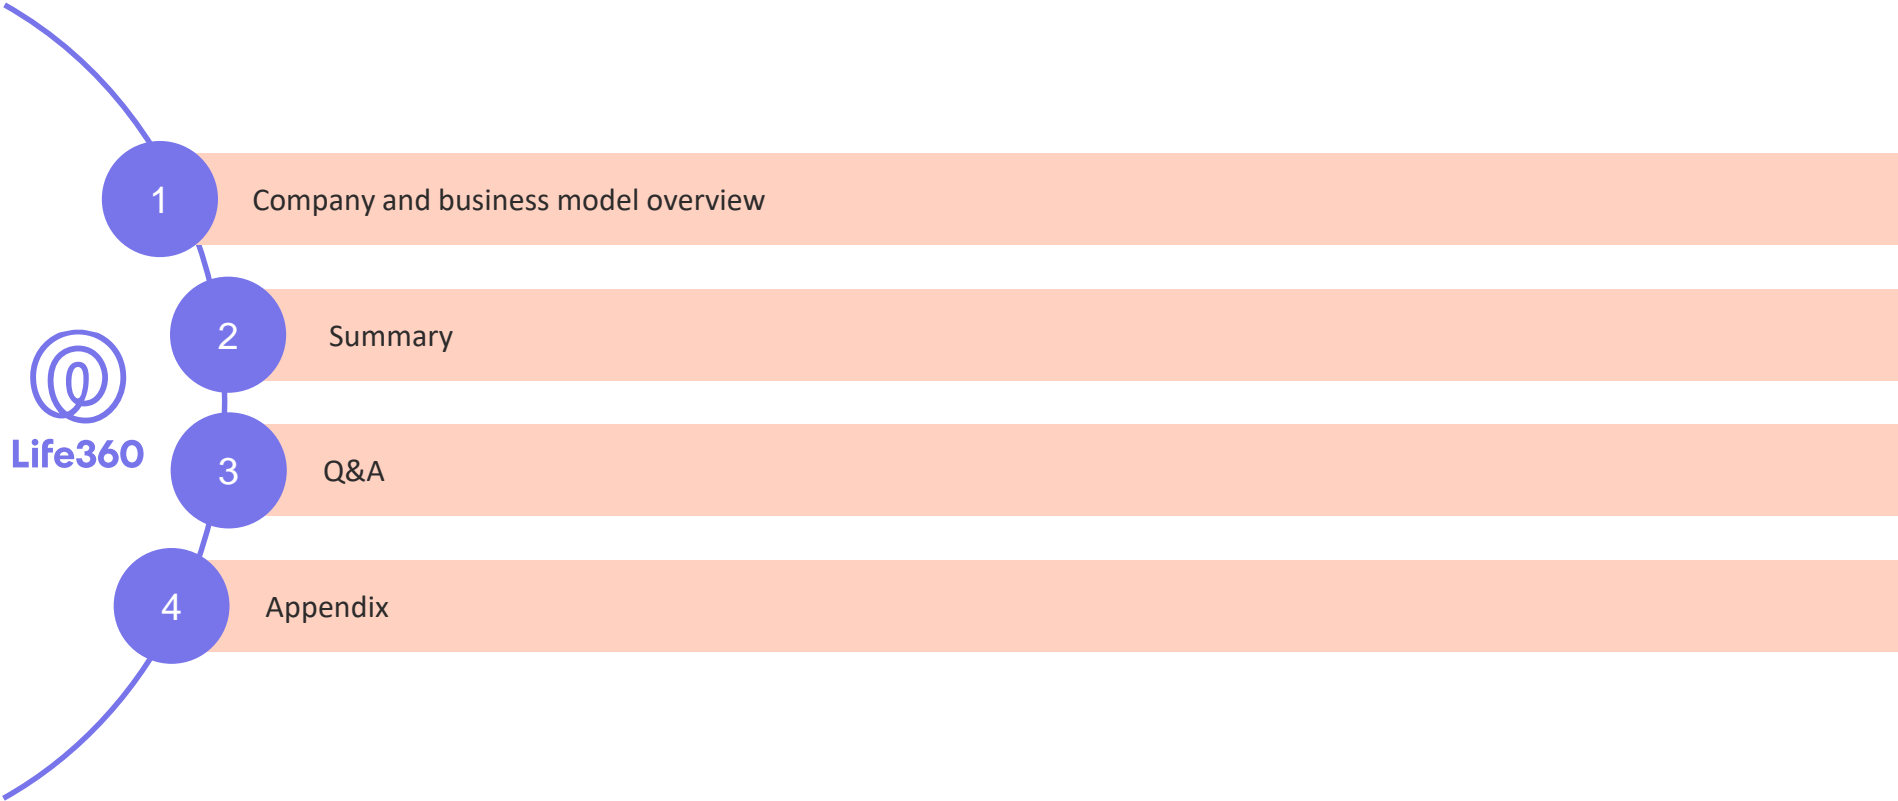 1
Company and business model overview
2
Summary
Life360
3
Q&A
4
Appendix